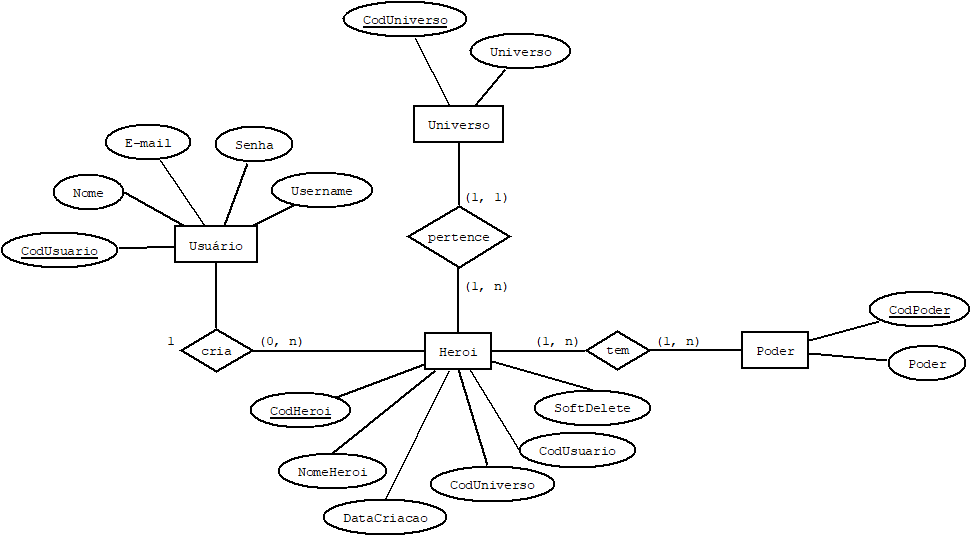 CodUniverso
Universo
Universo
E-mail
Senha
Nome
Username
CodUsuario
Usuário
(1, 1)
pertence
(1, n)
1
cria
(0, n)
Heroi
(1, n)
tem
(1, n)
Poder
CodPoder
Poder
CodHeroi
SoftDelete
NomeHeroi
CodUsuario
CodUniverso
DataCriacao